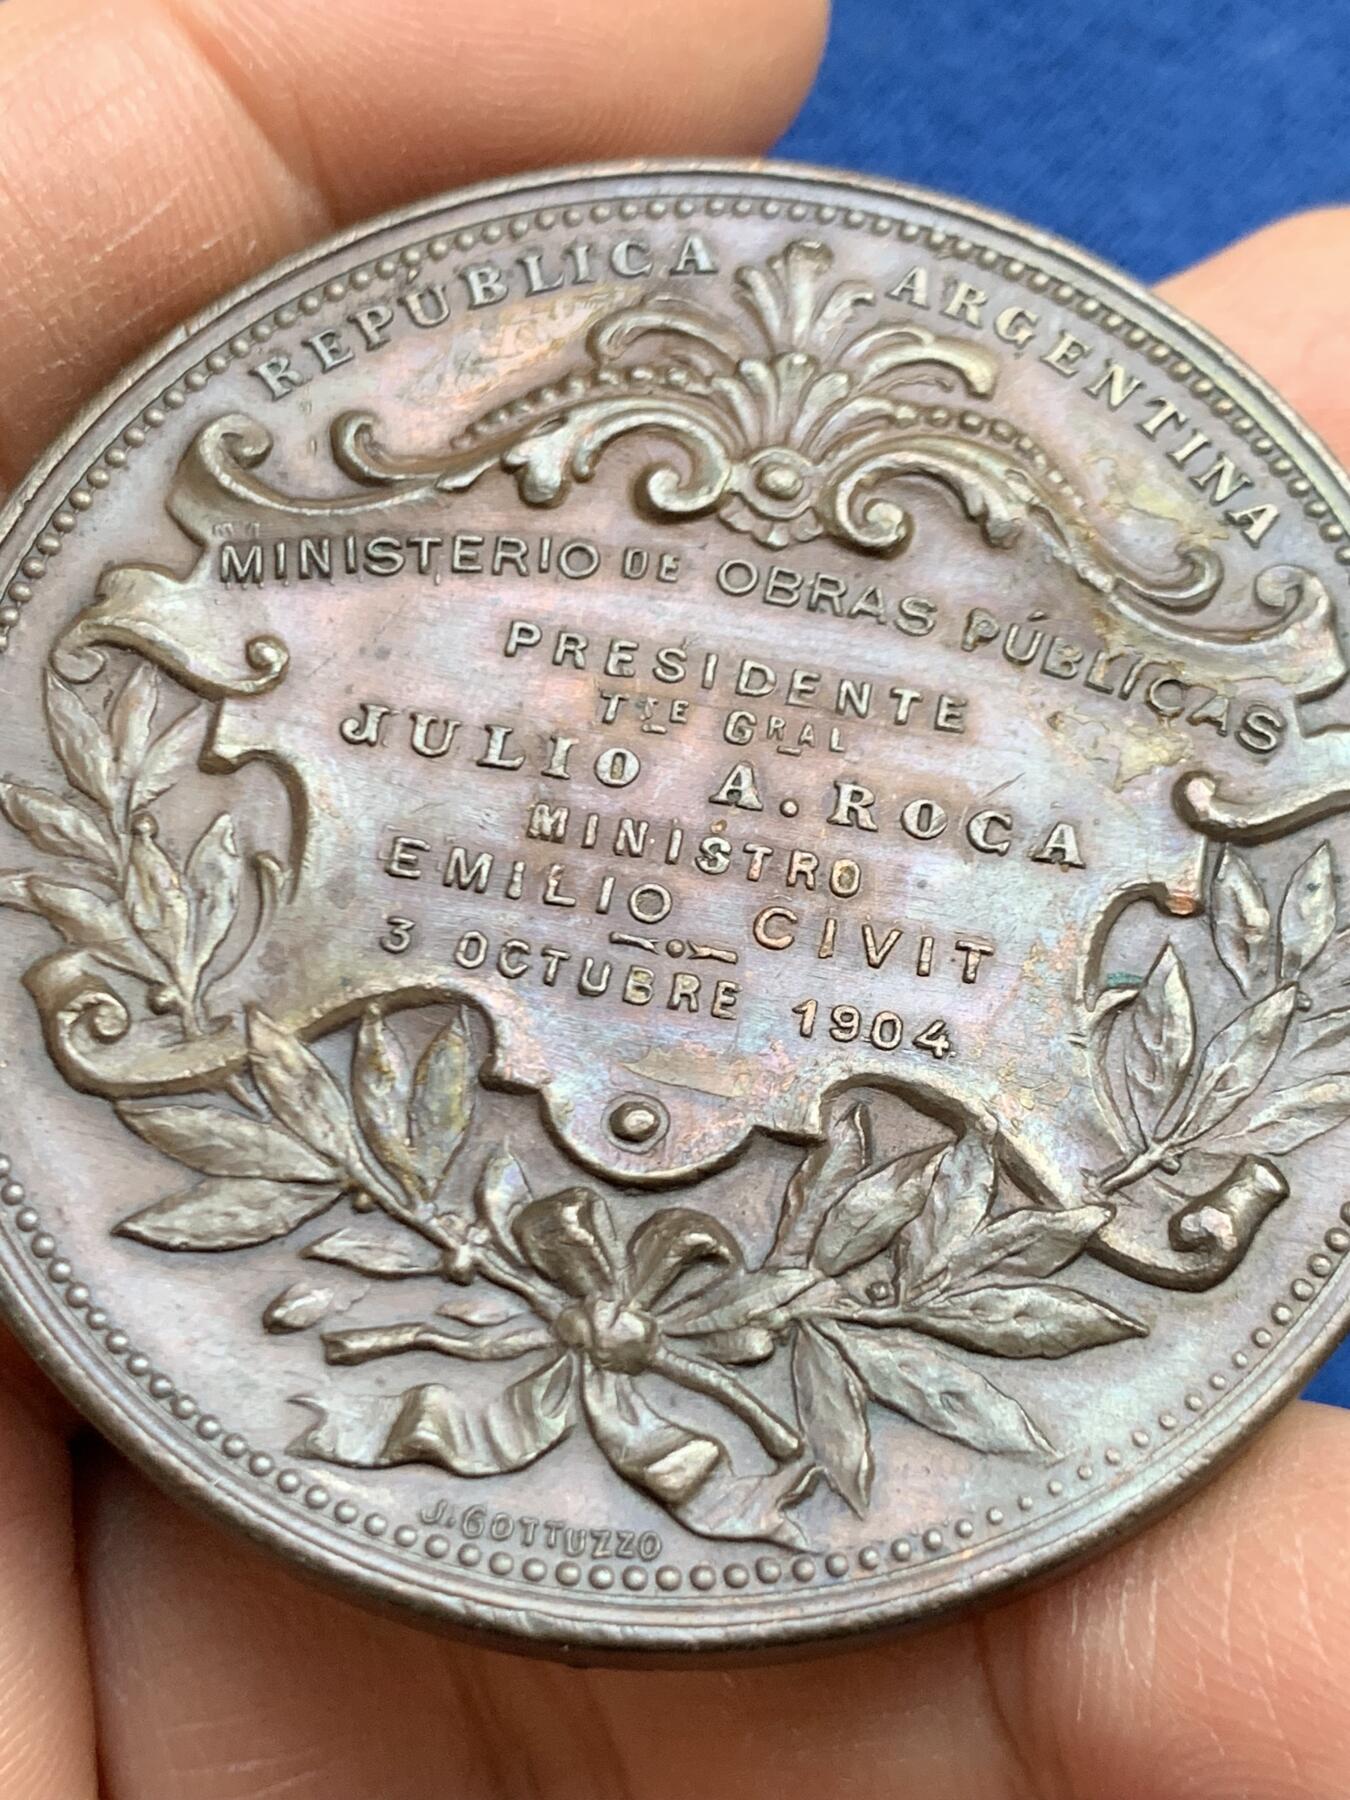 REPÚBLICA ARGENTINA
MINISTERIO DE OBRAS PÚBLICAS
PRESIDENTE
TTE GRAL
JULIO A. ROCA
MINISTRO
EMILIO CIVIT
3 OCTUBRE 1904
J. GOTTUZZO